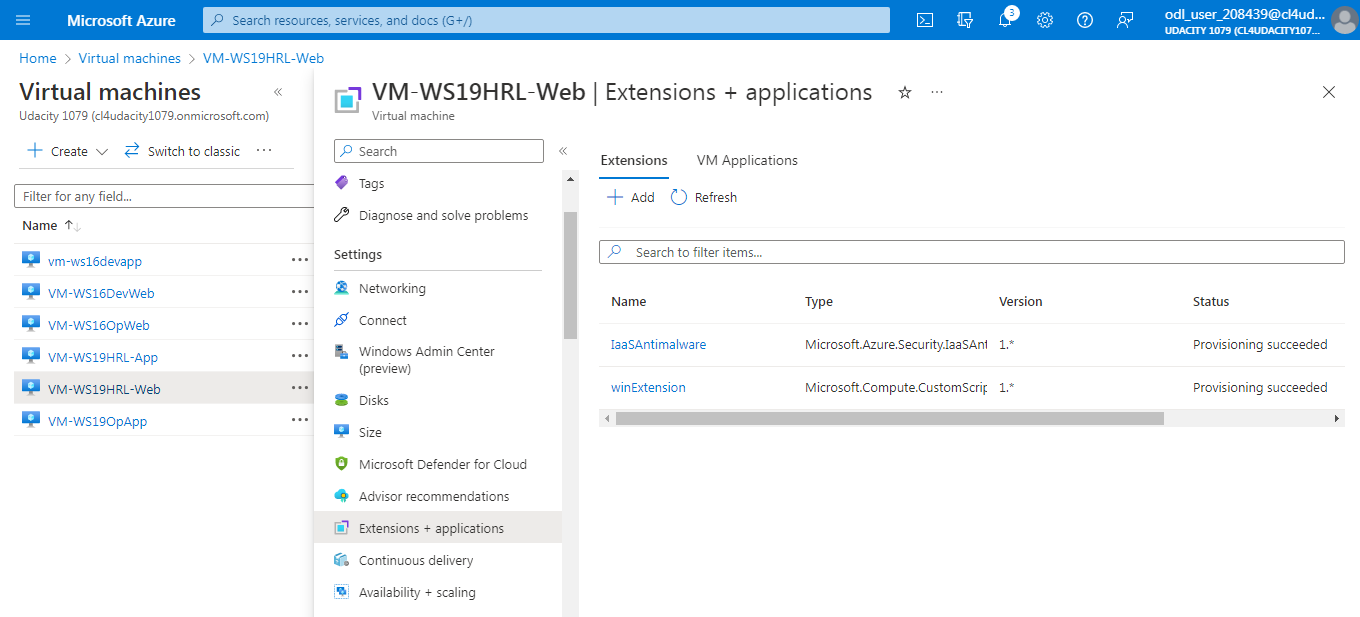 Microsoft Azure
Search resources, services, and docs (G+/)
3
odl_user_208439@cl4ud...
UDACITY 1079 (CL4UDACITY107...
Home > Virtual machines > VM-WS19HRL-Web
Virtual machines
Udacity 1079 (cl4udacity1079.onmicrosoft.com)
Create
Switch to classic
Filter for any field...
Name
vm-ws16devapp
VM-WS16DevWeb
VM-WS16OpWeb
VM-WS19HRL-App
VM-WS19HRL-Web
VM-WS19OpApp
VM-WS19HRL-Web | Extensions + applications
Virtual machine
Search
Tags
Diagnose and solve problems
Settings
Networking
Connect
Windows Admin Center
(preview)
Disks
Size
Microsoft Defender for Cloud
Advisor recommendations
Extensions + applications
Continuous delivery
Availability + scaling
Extensions VM Applications
Add Refresh
Search to filter items...
Name Type Version Status
IaaSAntimalware Microsoft.Azure.Security.IaaSAnt 1.* Provisioning succeeded
winExtension Microsoft.Compute.CustomScrip 1.* Provisioning succeeded